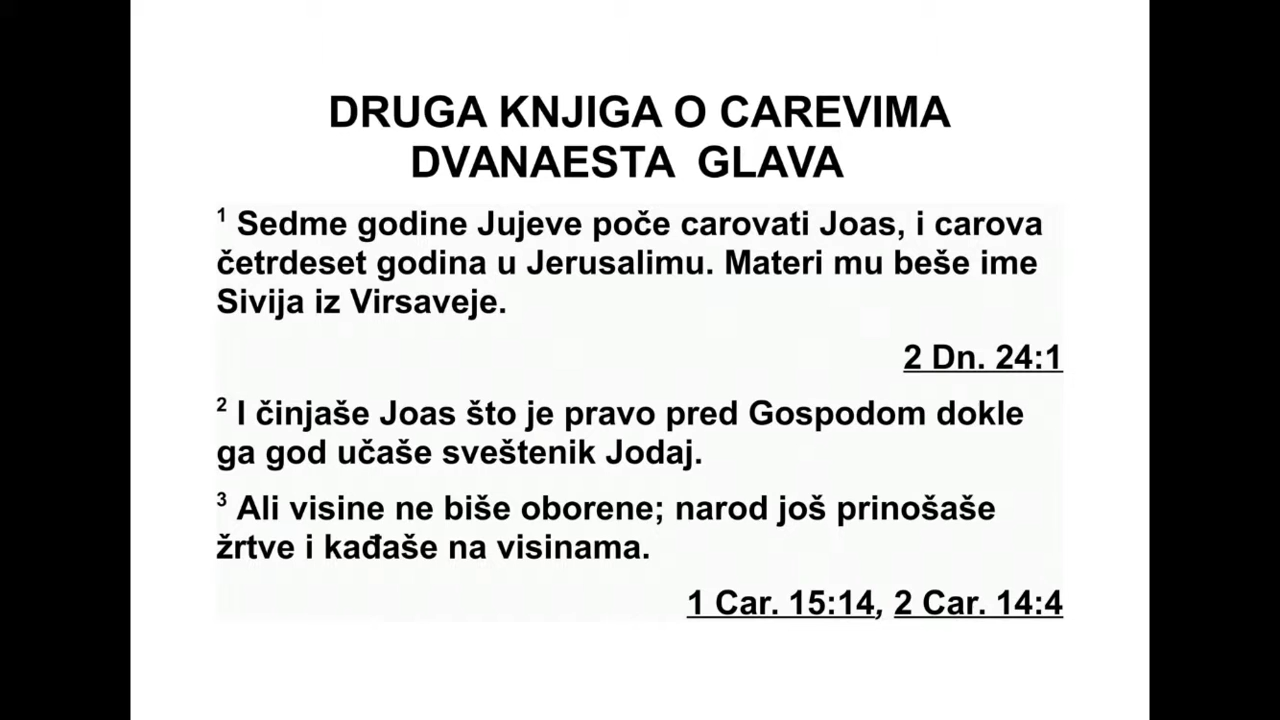 DRUGA KNJIGA O CAREVIMA
DVANAESTA GLAVA
1 Sedme godine Jujeve poče carovati Joas, i carova
četrdeset godina u Jerusalimu. Materi mu beše ime
Sivija iz Virsaveje.
2 Dn. 24:1
2 I činjaše Joas što je pravo pred Gospodom dokle
ga god učaše sveštenik Jodaj.
3 Ali visine ne biše oborene; narod još prinošaše
žrtve i kađaše na visinama.
1 Car. 15:14, 2 Car. 14:4